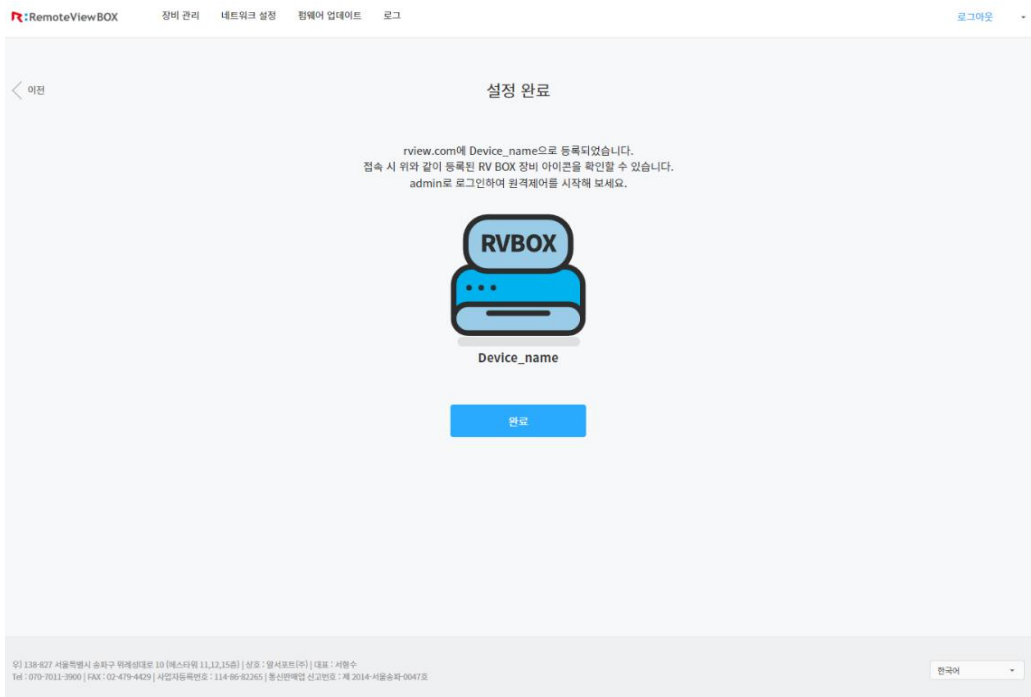 RemoteViewBOX 장비 관리 네트워크 설정 펌웨어 업데이트 로그 로그아웃
이전
설정 완료
rview.com에 Device_name으로 등록되었습니다.
접속 시 위와 같이 등록된 RV BOX 장비 아이콘을 확인할 수 있습니다.
admin로 로그인하여 원격제어를 시작해 보세요.
RVBOX
Device_name
완료
우) 138-827 서울특별시 송파구 위례성대로 10 (에스타워 11,12,15층) | 상호 : 알서포트(주) | 대표 : 서형수
Tel : 070-7011-3900 | FAX : 02-479-4429 | 사업자등록번호 : 114-86-82265 | 통신판매업 신고번호 : 제 2014-서울송파-0047호
한국어